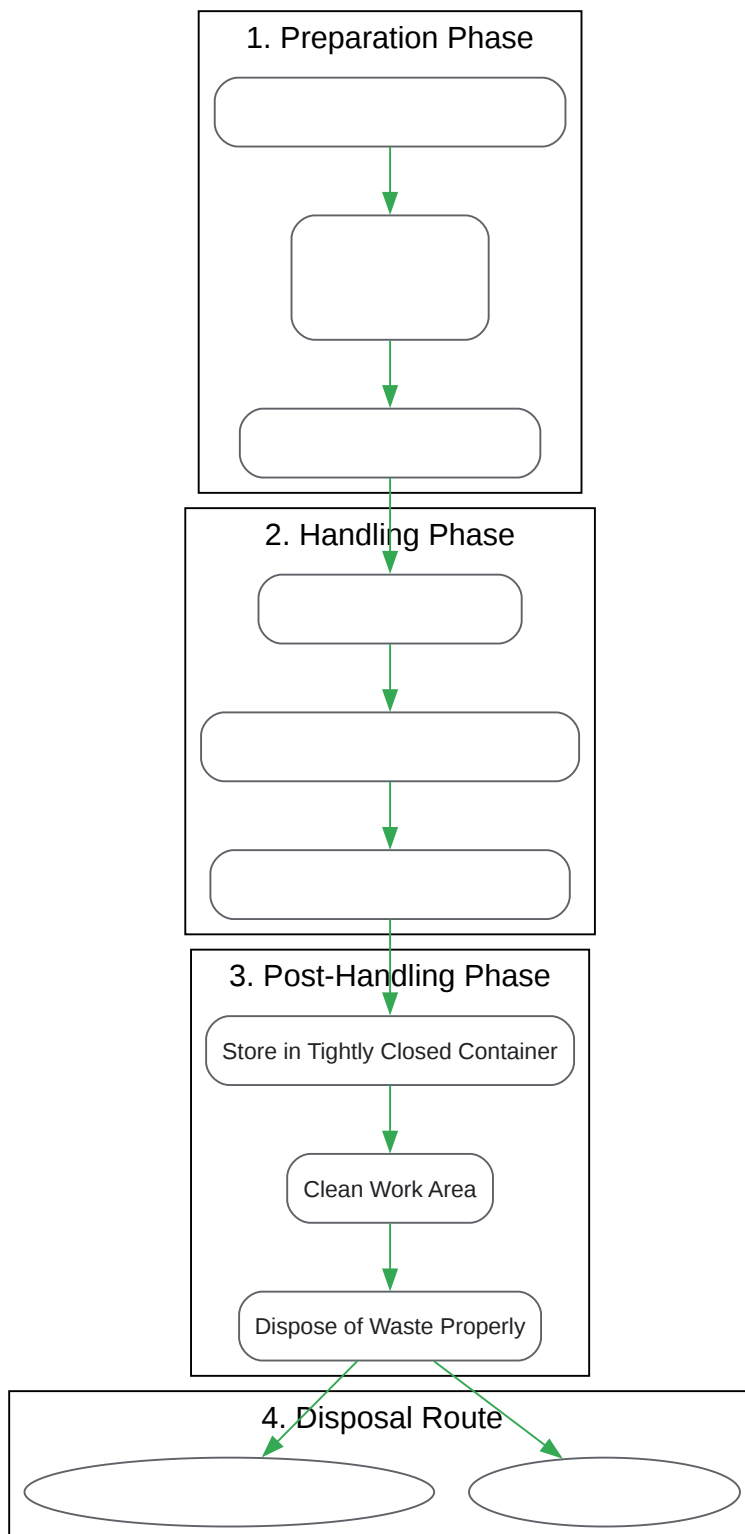 1. Preparation Phase
2. Handling Phase
3. Post-Handling Phase
Store in Tightly Closed Container
Clean Work Area
Dispose of Waste Properly
4. Disposal Route